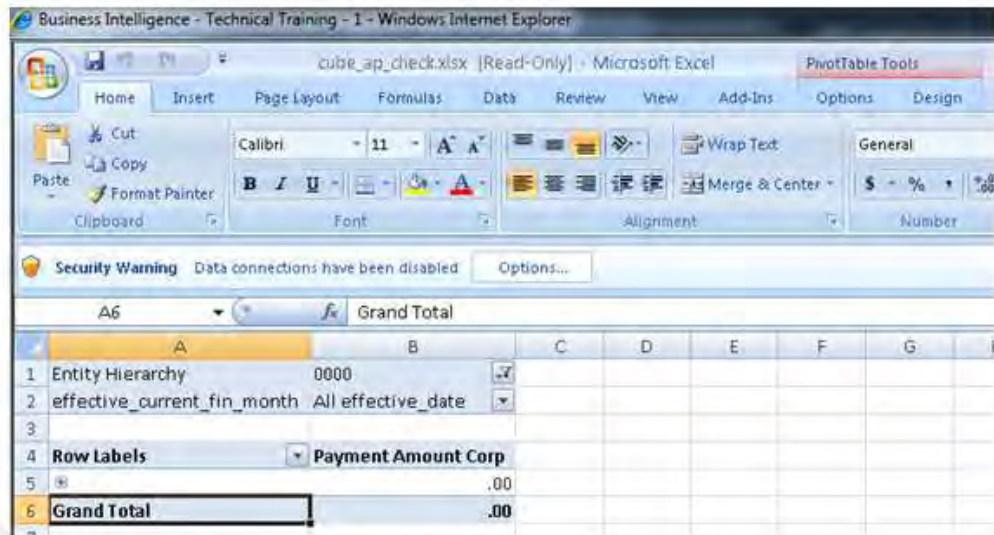 Business Intelligence - Technical Training - 1 - Windows Internet Explorer
cube_ap_check.xlsx [Read-Only] - Microsoft Excel PivotTable Tools
Home Insert Page Layout Formulas Data Review View Add-Ins Options Design
Cut
Copy
Format Painter
Paste
Calibri 11 A A
B I U A
Wrap Text
Merge & Center
General
$ % ,
Clipboard Font Alignment Number
Security Warning Data connections have been disabled Options...
A6 fx Grand Total
A B C D E F G
1 Entity Hierarchy 0000
2 effective_current_fin_month All effective_date
3
4 Row Labels Payment Amount Corp
5 .00
6 Grand Total .00